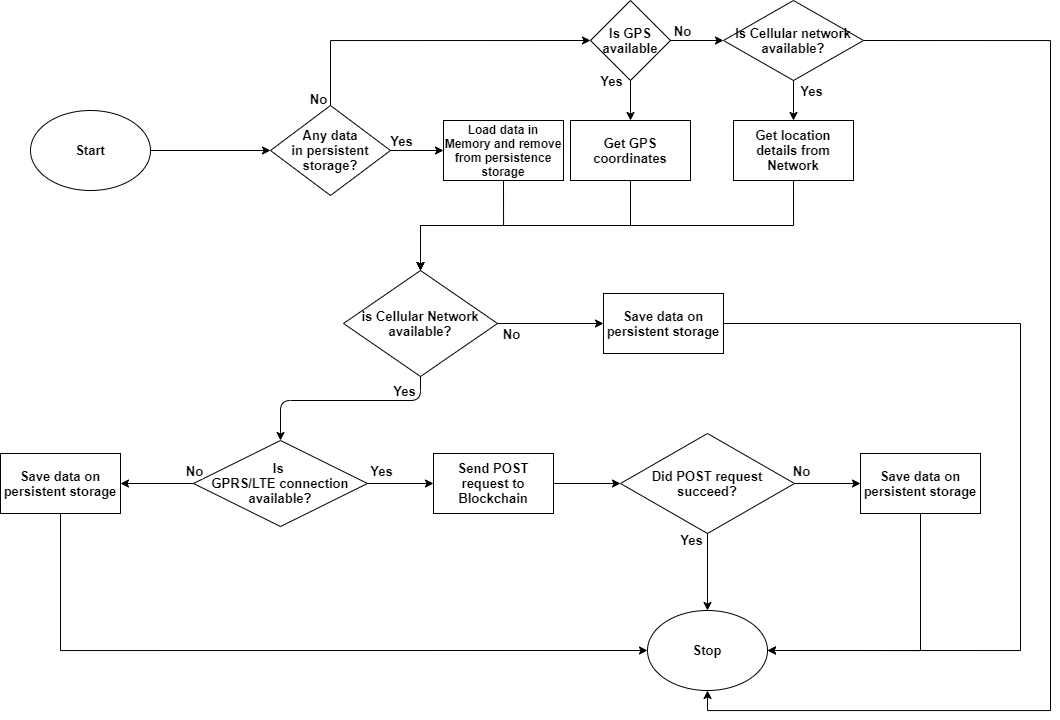 Is GPS
available
No
Is Cellular network
available?
Yes
Yes
No
Start
Any data
in persistent
storage?
Yes
Load data in
Memory and remove
from persistence
storage
Get GPS
coordinates
Get location
details from
Network
is Cellular Network
available?
No
Save data on
persistent storage
Yes
Save data on
persistent storage
No
Is
GPRS/LTE connection
available?
Yes
Send POST
request to
Blockchain
Did POST request
succeed?
No
Save data on
persistent storage
Yes
Stop